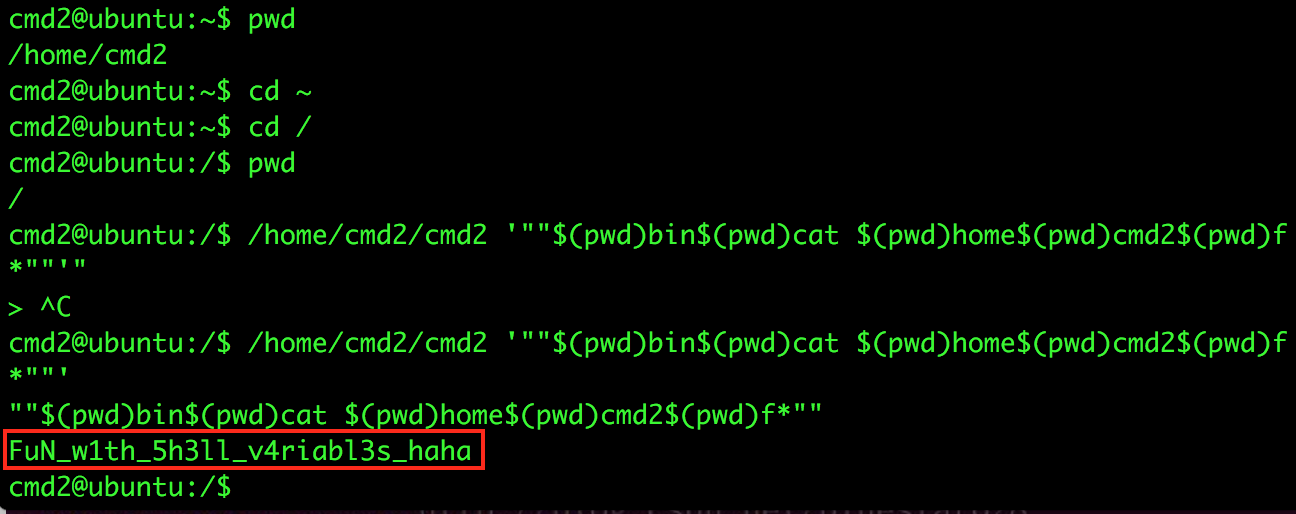 cmd2@ubuntu:~$ pwd
/home/cmd2
cmd2@ubuntu:~$ cd ~
cmd2@ubuntu:~$ cd /
cmd2@ubuntu:/$ pwd
/
cmd2@ubuntu:/$ /home/cmd2/cmd2 '""$(pwd)bin$(pwd)cat $(pwd)home$(pwd)cmd2$(pwd)f
*""'"
> ^C
cmd2@ubuntu:/$ /home/cmd2/cmd2 '""$(pwd)bin$(pwd)cat $(pwd)home$(pwd)cmd2$(pwd)f
*""'
""$(pwd)bin$(pwd)cat $(pwd)home$(pwd)cmd2$(pwd)f*""
FuN_w1th_5h3ll_v4riabl3s_haha
cmd2@ubuntu:/$